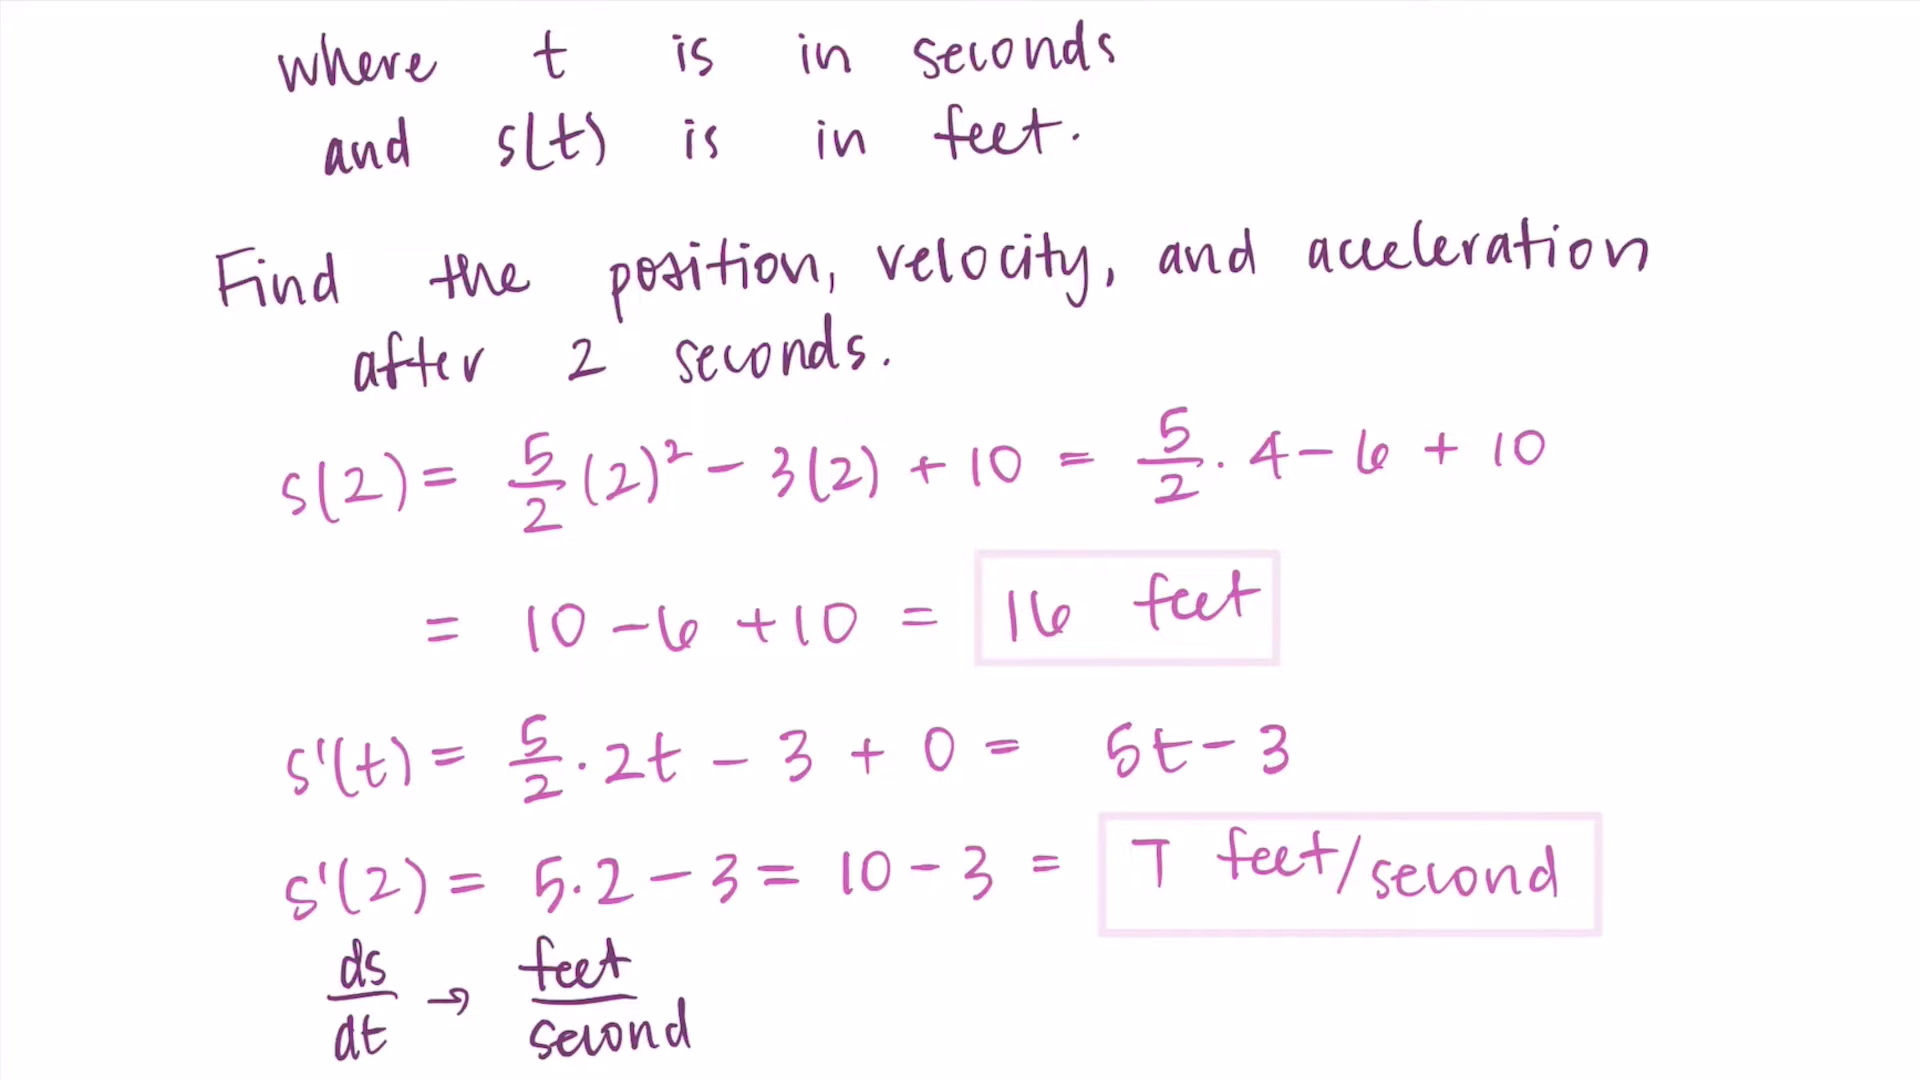 where t is in seconds
and s(t) is in feet.
Find the position, velocity, and acceleration
after 2 seconds.
s(2) = 5/2 (2)² - 3(2) + 10 = 5/2 · 4 - 6 + 10
= 10 - 6 + 10 = 16 feet
s'(t) = 5/2 · 2t - 3 + 0 = 5t - 3
s'(2) = 5·2 - 3 = 10 - 3 = 7 feet/second
ds/dt → feet/second